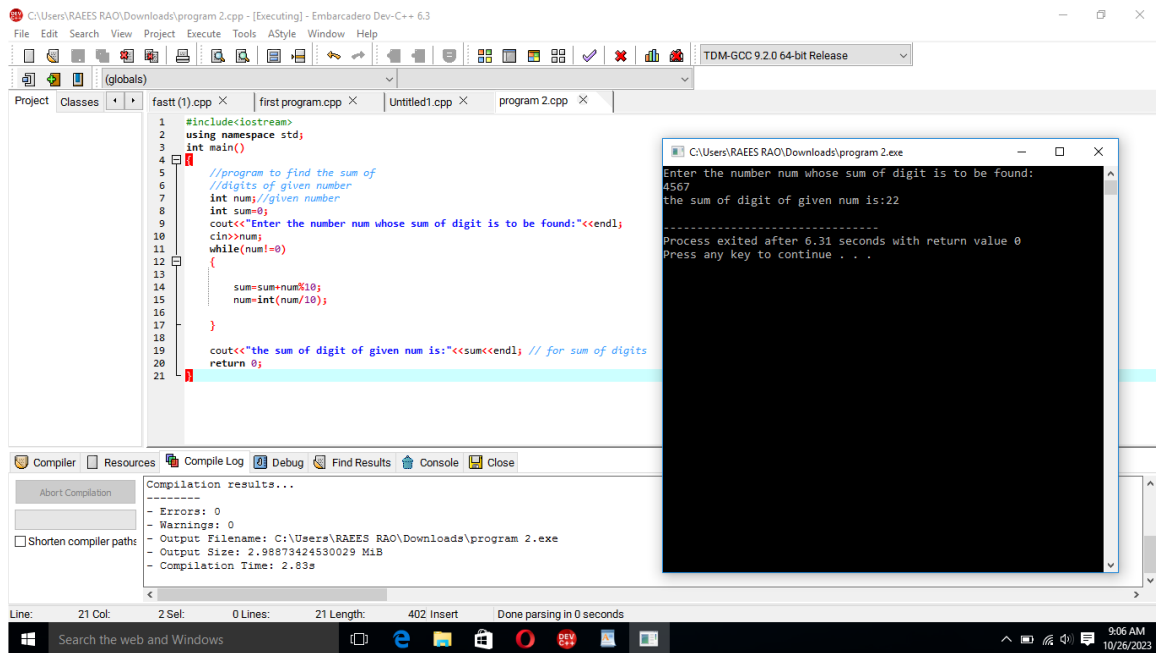 C:\Users\RAEES RAO\Downloads\program 2.cpp - [Executing] - Embarcadero Dev-C++ 6.3
File Edit Search View Project Execute Tools AStyle Window Help
TDM-GCC 9.2.0 64-bit Release
(globals)
Project Classes
fastt (1).cpp first program.cpp Untitled1.cpp program 2.cpp
1 #include<iostream>
2 using namespace std;
3 int main()
4 {
5 //program to find the sum of
6 //digits of given number
7 int num;//given number
8 int sum=0;
9 cout<<"Enter the number num whose sum of digit is to be found:"<<endl;
10 cin>>num;
11 while(num!=0)
12 {
13
14 sum=sum+num%10;
15 num=int(num/10);
16
17 }
18
19 cout<<"the sum of digit of given num is:"<<sum<<endl; // for sum of digits
20 return 0;
21 }
C:\Users\RAEES RAO\Downloads\program 2.exe
Enter the number num whose sum of digit is to be found:
4567
the sum of digit of given num is:22
--------------------------------
Process exited after 6.31 seconds with return value 0
Press any key to continue . . .
Compiler Resources Compile Log Debug Find Results Console Close
Abort Compilation
Shorten compiler paths
Compilation results...
--------
- Errors: 0
- Warnings: 0
- Output Filename: C:\Users\RAEES RAO\Downloads\program 2.exe
- Output Size: 2.98873424530029 MiB
- Compilation Time: 2.83s
Line: 21 Col: 2 Sel: 0 Lines: 21 Length: 402 Insert Done parsing in 0 seconds
Search the web and Windows
DEV C++
9:06 AM
10/26/2023